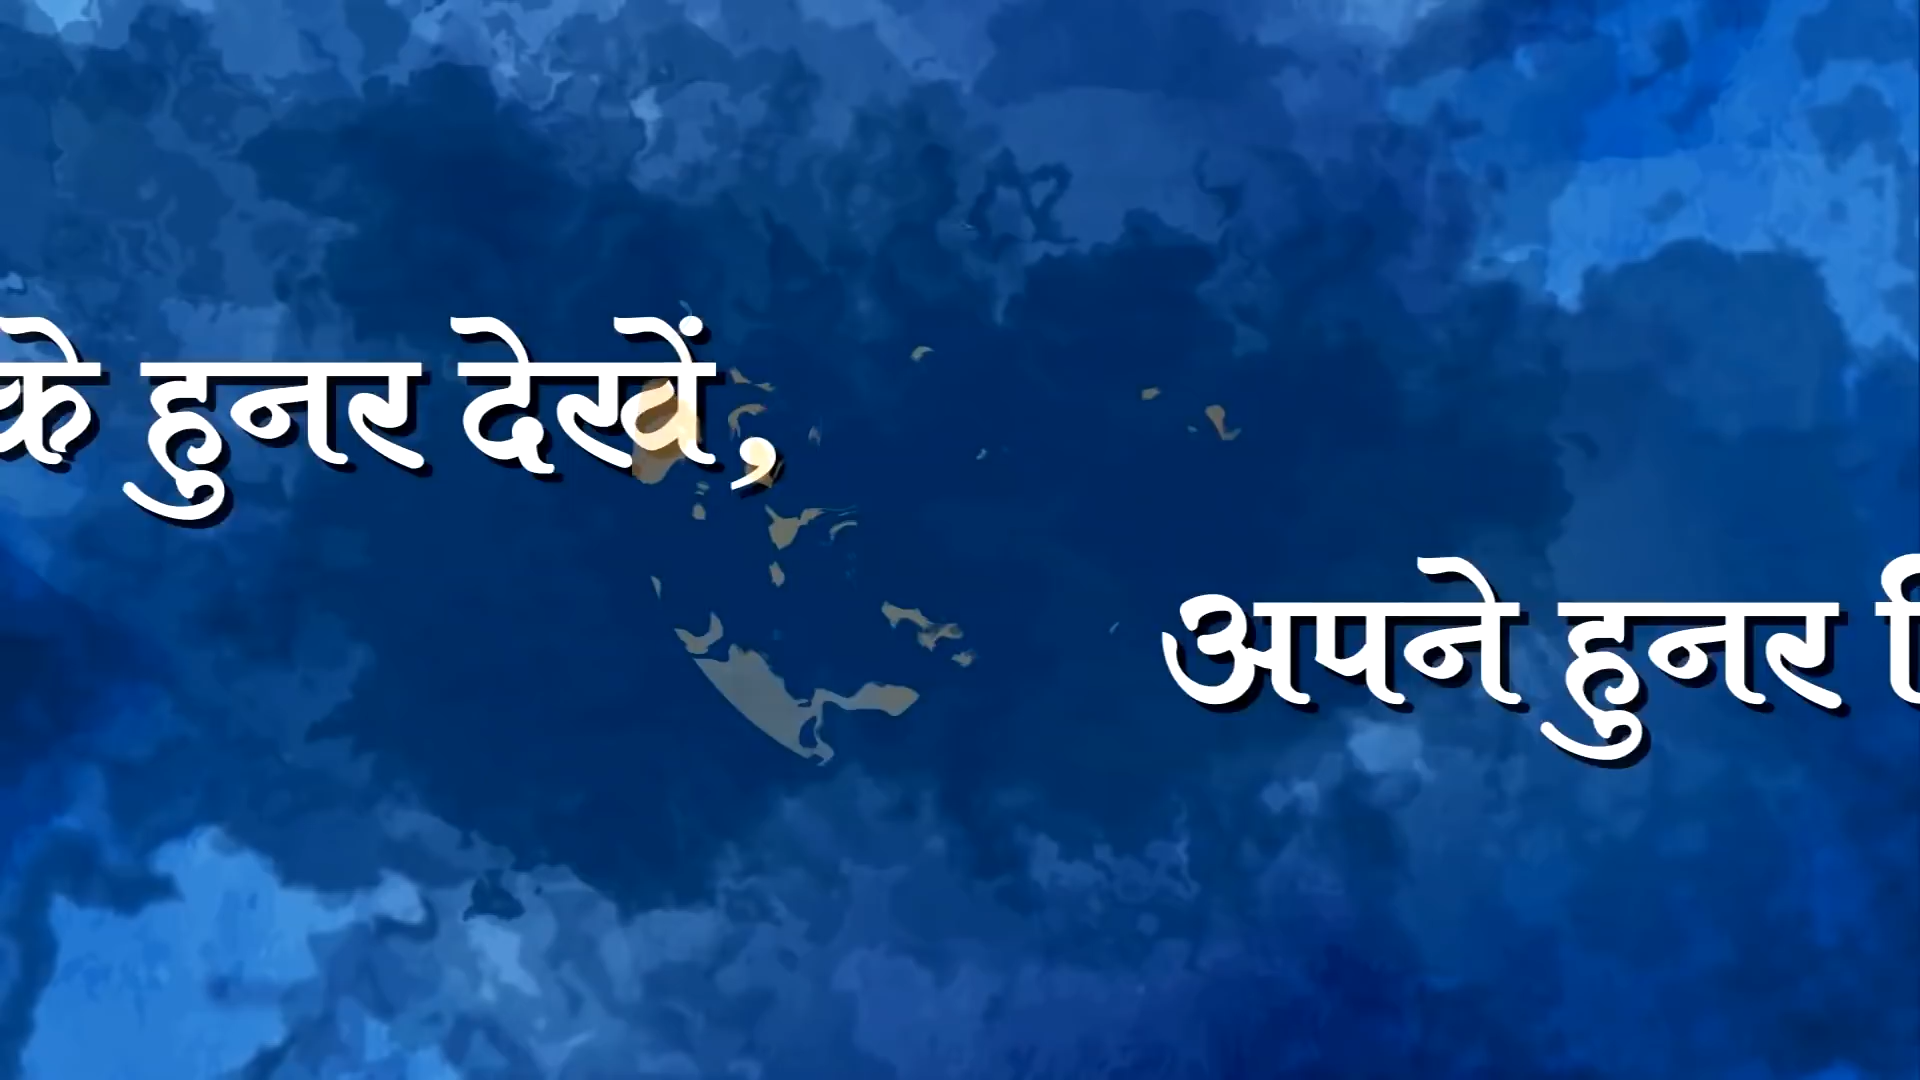 के हुनर देखें,
अपने हुनर